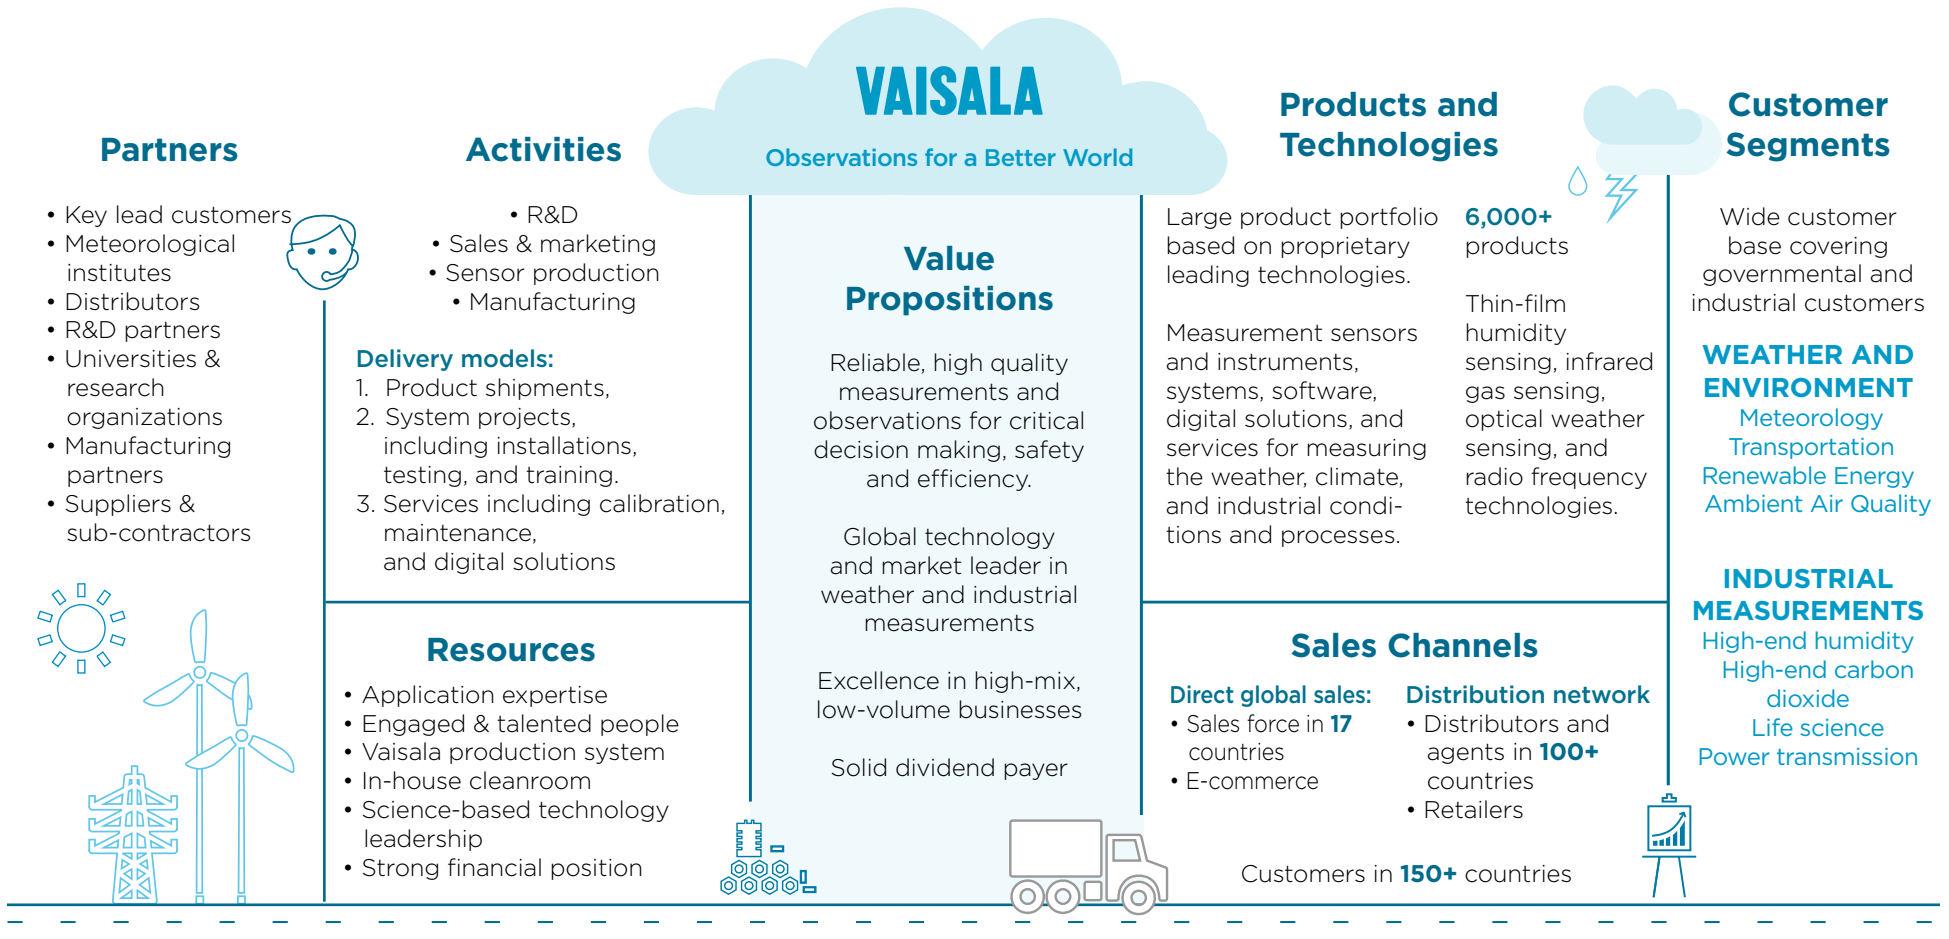 VAISALA
Observations for a Better World
Partners
• Key lead customers
• Meteorological
institutes
• Distributors
• R&D partners
• Universities &
research
organizations
• Manufacturing
partners
• Suppliers &
sub-contractors
Activities
• R&D
• Sales & marketing
• Sensor production
• Manufacturing
Delivery models:
1. Product shipments,
2. System projects,
including installations,
testing, and training.
3. Services including calibration,
maintenance,
and digital solutions
Resources
• Application expertise
• Engaged & talented people
• Vaisala production system
• In-house cleanroom
• Science-based technology
leadership
• Strong financial position
Value
Propositions
Reliable, high quality
measurements and
observations for critical
decision making, safety
and efficiency.
Global technology
and market leader in
weather and industrial
measurements
Excellence in high-mix,
low-volume businesses
Solid dividend payer
Products and
Technologies
Large product portfolio
based on proprietary
leading technologies.
Measurement sensors
and instruments,
systems, software,
digital solutions, and
services for measuring
the weather, climate,
and industrial condi-
tions and processes.
6,000+
products
Thin-film
humidity
sensing, infrared
gas sensing,
optical weather
sensing, and
radio frequency
technologies.
Sales Channels
Direct global sales:
• Sales force in 17
countries
• E-commerce
Distribution network
• Distributors and
agents in 100+
countries
• Retailers
Customers in 150+ countries
Customer
Segments
Wide customer
base covering
governmental and
industrial customers
WEATHER AND
ENVIRONMENT
Meteorology
Transportation
Renewable Energy
Ambient Air Quality
INDUSTRIAL
MEASUREMENTS
High-end humidity
High-end carbon
dioxide
Life science
Power transmission